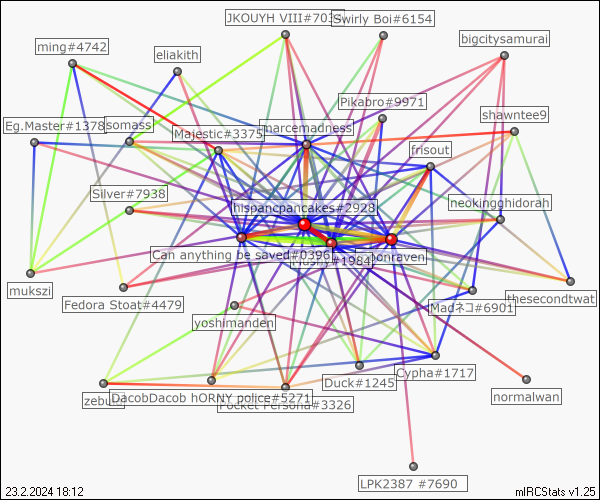 JKOUYH VIII#703
Swirly Boi#6154
ming#4742
eliakith
bigcitysamurai
Pikabro#9971
shawntee9
Eg.Master#1378
somass
Majestic#3375
marcemadness
frisout
Silver#7938
hispanicpancakes#2928
neokingghidorah
Can anything be saved#0396
#1984
onraven
mukszi
Fedora Stoat#4479
yoshimanden
Madネコ#6901
thesecondtwat
Duck#1245
Cypha#1717
zebu
DacobDacob hORNY police#5271
Pocket Persona#3326
normalwan
LPK2387 #7690
23.2.2024 18:12
mIRCStats v1.25